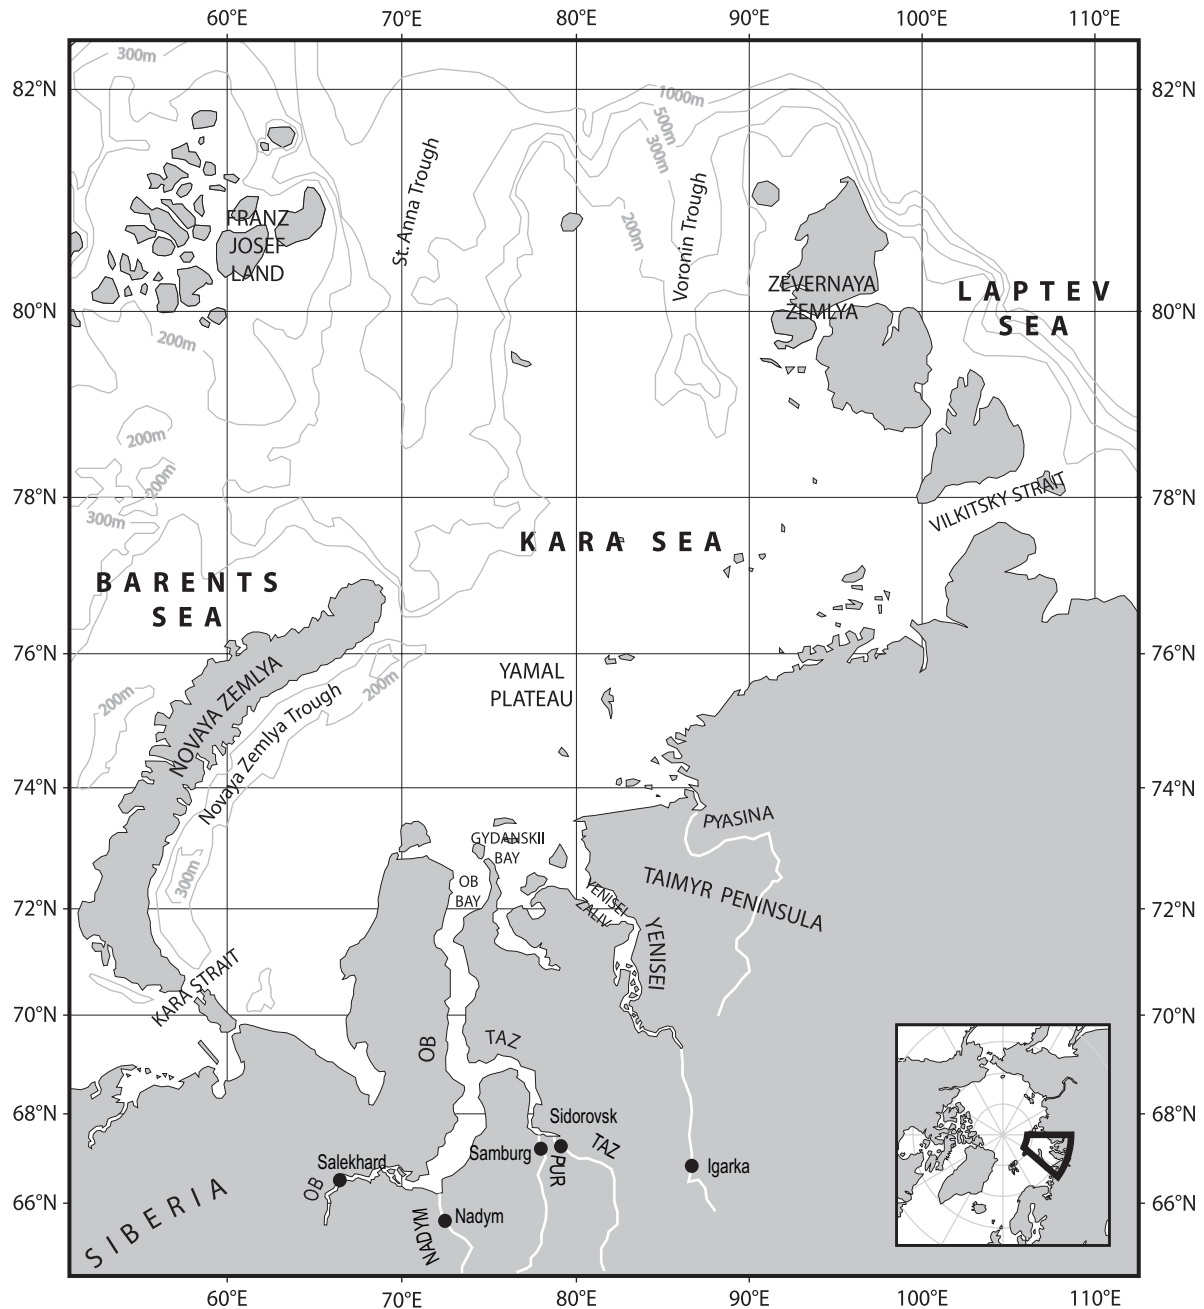 60°E 70°E 80°E 90°E 100°E 110°E
300m
82°N 82°N
1000m
500m
300m
St. Anna Trough
Voronin Trough
200m
FRANZ
JOSEF
LAND
ZEVERNAYA
ZEMLYA
LAPTEV
SEA
80°N 80°N
200m
200m
200m
300m
78°N 78°N
VILKITSKY STRAIT
KARA SEA
BARENTS
SEA
76°N 76°N
YAMAL
PLATEAU
NOVAYA ZEMLYA
Novaya Zemlya Trough
200m
200m
74°N 74°N
PYASINA
GYDANSKII
BAY
300m
OB
BAY
YENISEI
ZALIV
TAIMYR PENINSULA
72°N 72°N
YENISEI
KARA STRAIT
70°N 70°N
OB
TAZ
68°N 68°N
Sidorovsk
Samburg
TAZ
PUR
Salekhard
Igarka
OB
66°N 66°N
NADYM
Nadym
SIBERIA
60°E 70°E 80°E 90°E 100°E 110°E